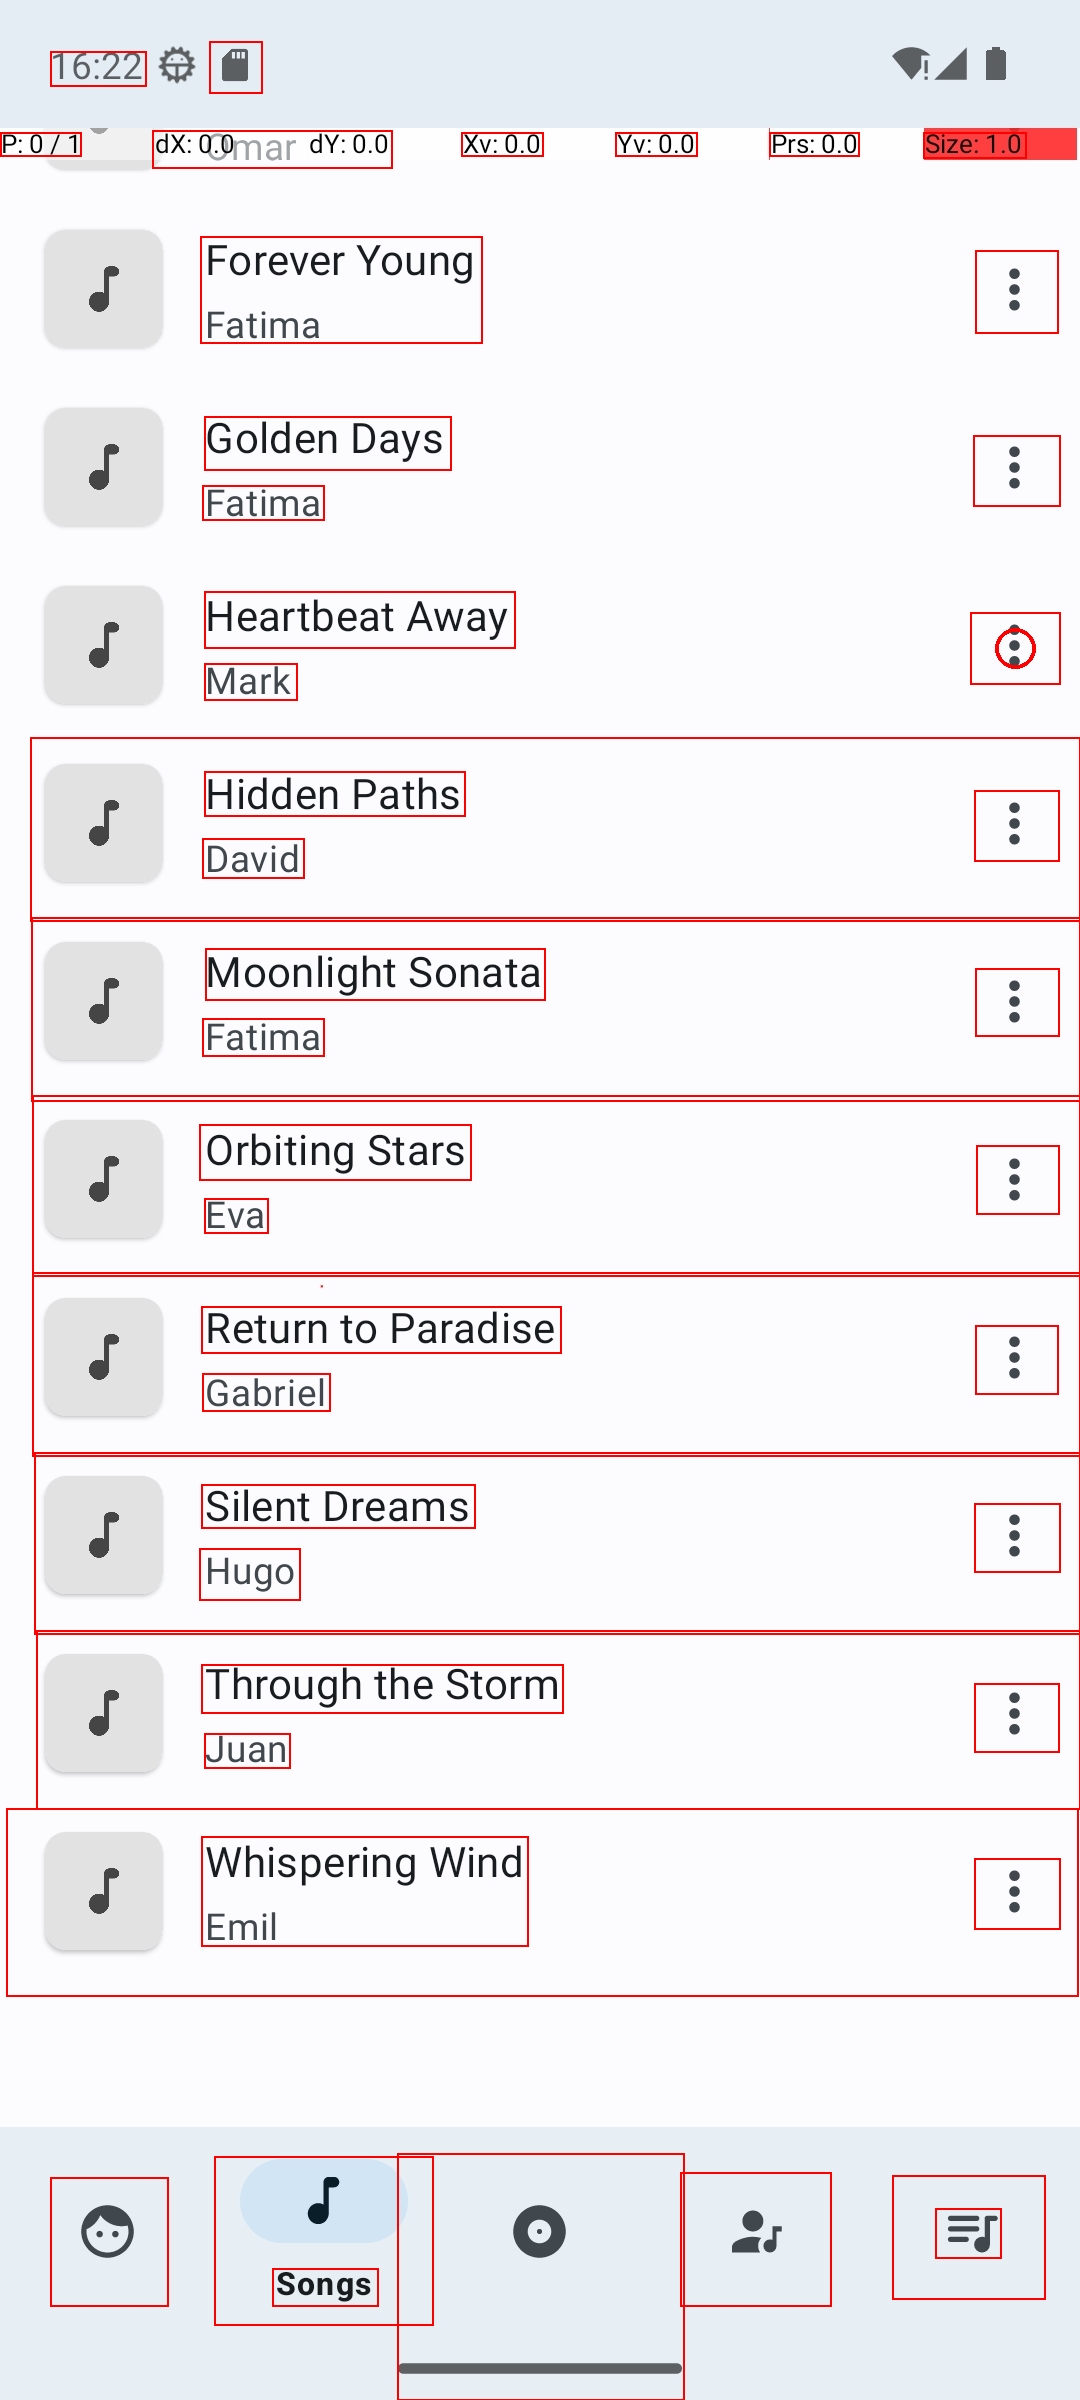 16:22
P: 0 / 1 dX: 0.0 dY: 0.0 Xv: 0.0 Yv: 0.0 Prs: 0.0 Size: 1.0
Omar
Forever Young
Fatima
Golden Days
Fatima
Heartbeat Away
Mark
Hidden Paths
David
Moonlight Sonata
Fatima
Orbiting Stars
Eva
Return to Paradise
Gabriel
Silent Dreams
Hugo
Through the Storm
Juan
Whispering Wind
Emil
Songs